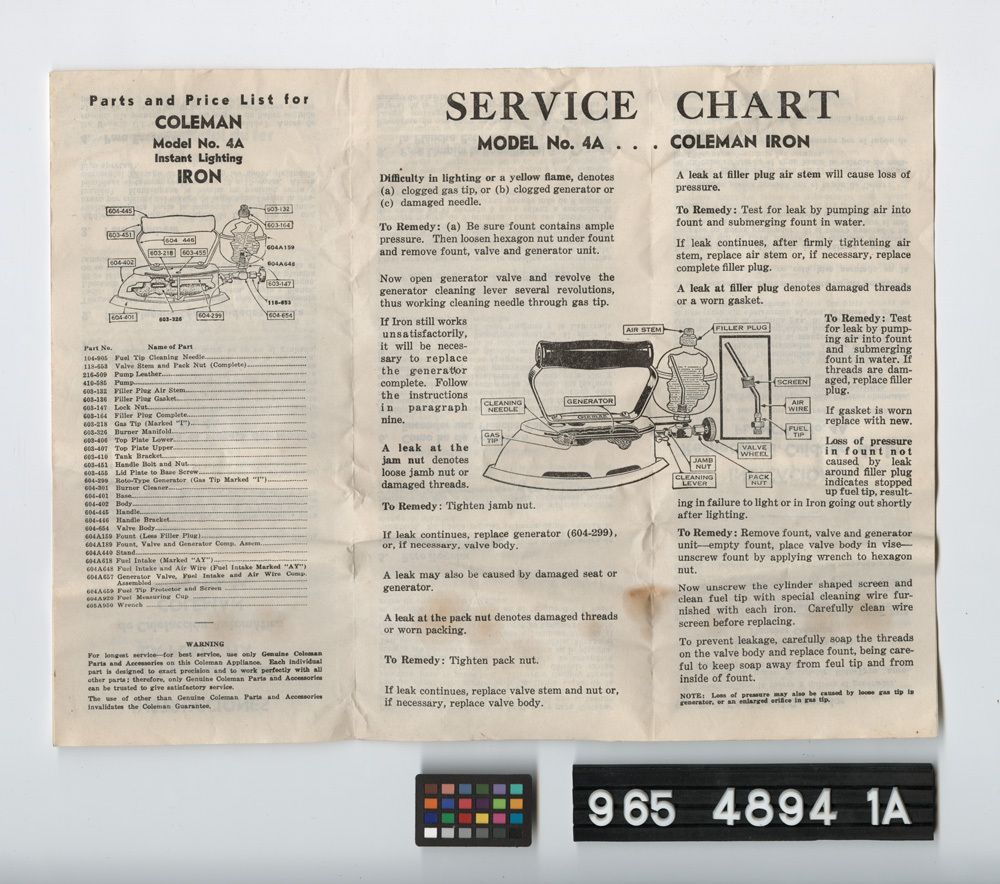 Parts and Price List for
COLEMAN
Model No. 4A
Instant Lighting
IRON
604-445
603-132
603-451
603-164
604 446
604A159
603-218
603-455
604-402
604A648
603-147
118-653
604-401
603-326
604-299
604-654
Part No. Name of Part
104-905 Fuel Tip Cleaning Needle
118-653 Valve Stem and Pack Nut (Complete)
216-509 Pump Leather
410-585 Pump
603-132 Filler Plug Air Stem
603-136 Filler Plug Gasket
603-147 Lock Nut
603-164 Filler Plug Complete
603-218 Gas Tip (Marked "T")
603-326 Burner Manifold
603-406 Top Plate Lower
603-407 Top Plate Upper
603-410 Tank Bracket
603-451 Handle Bolt and Nut
603-455 Lid Plate to Base Screw
604-299 Roto-Type Generator (Gas Tip Marked "T")
604-301 Burner Cleaner
604-401 Base
604-402 Body
604-445 Handle
604-446 Handle Bracket
604-654 Valve Body
604A159 Fount (Less Filler Plug)
604A189 Fount, Valve and Generator Comp. Assem.
604A440 Stand
604A618 Fuel Intake (Marked "AY")
604A648 Fuel Intake and Air Wire (Fuel Intake Marked "AY")
604A657 Generator Valve, Fuel Intake and Air Wire Comp.
Assembled
604A659 Fuel Tip Protector and Screen
604A920 Fuel Measuring Cup
605A950 Wrench
WARNING
For longest service—for best service, use only Genuine Coleman
Parts and Accessories on this Coleman Appliance. Each individual
part is designed to exact precision and to work perfectly with all
other parts; therefore, only Genuine Coleman Parts and Accessories
can be trusted to give satisfactory service.
The use of other than Genuine Coleman Parts and Accessories
invalidates the Coleman Guarantee.
SERVICE CHART
MODEL No. 4A . . . COLEMAN IRON
Difficulty in lighting or a yellow flame, denotes
(a) clogged gas tip, or (b) clogged generator or
(c) damaged needle.
To Remedy: (a) Be sure fount contains ample
pressure. Then loosen hexagon nut under fount
and remove fount, valve and generator unit.
Now open generator valve and revolve the
generator cleaning lever several revolutions,
thus working cleaning needle through gas tip.
If Iron still works
unsatisfactorily,
it will be neces-
sary to replace
the generator
complete. Follow
the instructions
in paragraph
nine.
A leak at the
jam nut denotes
loose jamb nut or
damaged threads.
To Remedy: Tighten jamb nut.
If leak continues, replace generator (604-299),
or, if necessary, valve body.
A leak may also be caused by damaged seat or
generator.
A leak at the pack nut denotes damaged threads
or worn packing.
To Remedy: Tighten pack nut.
If leak continues, replace valve stem and nut or,
if necessary, replace valve body.
AIR STEM
FILLER PLUG
SCREEN
CLEANING
NEEDLE
GENERATOR
COLEMAN
AIR
WIRE
GAS
TIP
FUEL
TIP
VALVE
WHEEL
JAMB
NUT
CLEANING
LEVER
PACK
NUT
A leak at filler plug air stem will cause loss of
pressure.
To Remedy: Test for leak by pumping air into
fount and submerging fount in water.
If leak continues, after firmly tightening air
stem, replace air stem or, if necessary, replace
complete filler plug.
A leak at filler plug denotes damaged threads
or a worn gasket.
To Remedy: Test
for leak by pump-
ing air into fount
and submerging
fount in water. If
threads are dam-
aged, replace filler
plug.
If gasket is worn
replace with new.
Loss of pressure
in fount not
caused by leak
around filler plug
indicates stopped
up fuel tip, result-
ing in failure to light or in Iron going out shortly
after lighting.
To Remedy: Remove fount, valve and generator
unit—empty fount, place valve body in vise—
unscrew fount by applying wrench to hexagon
nut.
Now unscrew the cylinder shaped screen and
clean fuel tip with special cleaning wire fur-
nished with each iron. Carefully clean wire
screen before replacing.
To prevent leakage, carefully soap the threads
on the valve body and replace fount, being care-
ful to keep soap away from feul tip and from
inside of fount.
NOTE: Loss of pressure may also be caused by loose gas tip in
generator, or an enlarged orifice in gas tip.
965 4894 1A